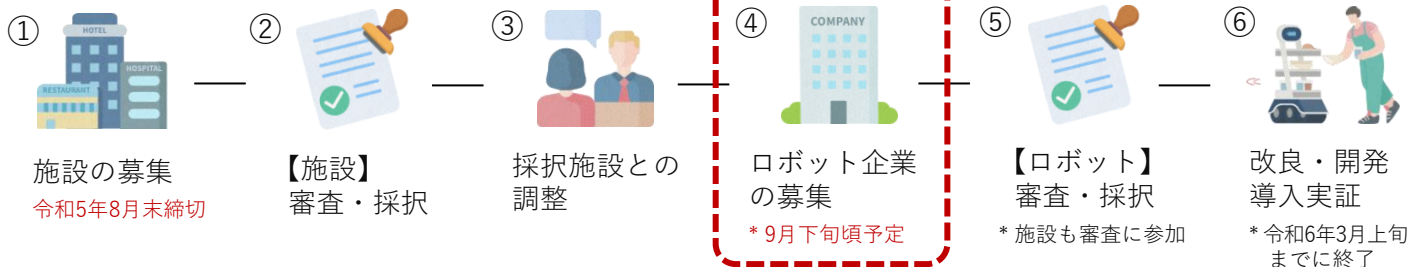 ①
HOTEL
HOSPITAL
RESTAURANT
施設の募集
令和5年8月末締切
②
【施設】
審査・採択
③
採択施設との
調整
④
COMPANY
ロボット企業
の募集
* 9月下旬頃予定
⑤
【ロボット】
審査・採択
* 施設も審査に参加
⑥
改良・開発
導入実証
* 令和6年3月上旬
までに終了